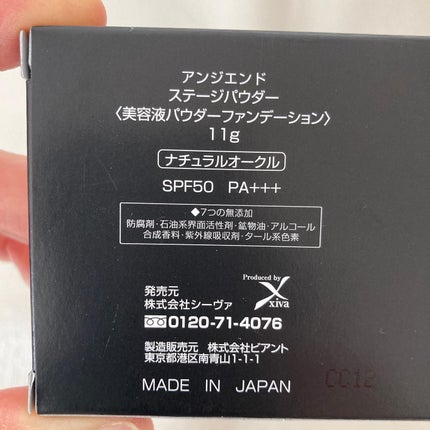 アンジエンド
ステージパウダー
〈美容液パウダーファンデーション〉
11g
ナチュラルオークル
SPF50 PA+++
◆7つの無添加
防腐剤・石油系界面活性剤・鉱物油・アルコール
合成香料・紫外線吸収剤・タール系色素
Produced by
xiva
発売元
株式会社シーヴァ
0120-71-4076
製造販売元 株式会社ビアント
東京都港区南青山1-1-1
MADE IN JAPAN
CC12